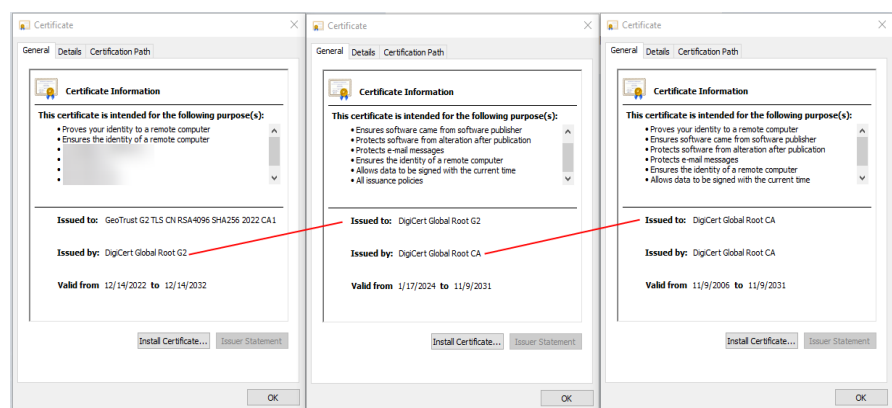 Certificate
General Details Certification Path
Certificate Information
This certificate is intended for the following purpose(s):
• Proves your identity to a remote computer
• Ensures the identity of a remote computer
•
•
•
Issued to: GeoTrust G2 TLS CN RSA4096 SHA256 2022 CA1
Issued by: DigiCert Global Root G2
Valid from 12/14/2022 to 12/14/2032
Install Certificate... Issuer Statement
OK
Certificate
General Details Certification Path
Certificate Information
This certificate is intended for the following purpose(s):
• Ensures software came from software publisher
• Protects software from alteration after publication
• Protects e-mail messages
• Ensures the identity of a remote computer
• Allows data to be signed with the current time
• All issuance policies
Issued to: DigiCert Global Root G2
Issued by: DigiCert Global Root CA
Valid from 1/17/2024 to 11/9/2031
Install Certificate... Issuer Statement
OK
Certificate
General Details Certification Path
Certificate Information
This certificate is intended for the following purpose(s):
• Proves your identity to a remote computer
• Ensures software came from software publisher
• Protects software from alteration after publication
• Protects e-mail messages
• Ensures the identity of a remote computer
• Allows data to be signed with the current time
Issued to: DigiCert Global Root CA
Issued by: DigiCert Global Root CA
Valid from 11/9/2006 to 11/9/2031
Install Certificate... Issuer Statement
OK